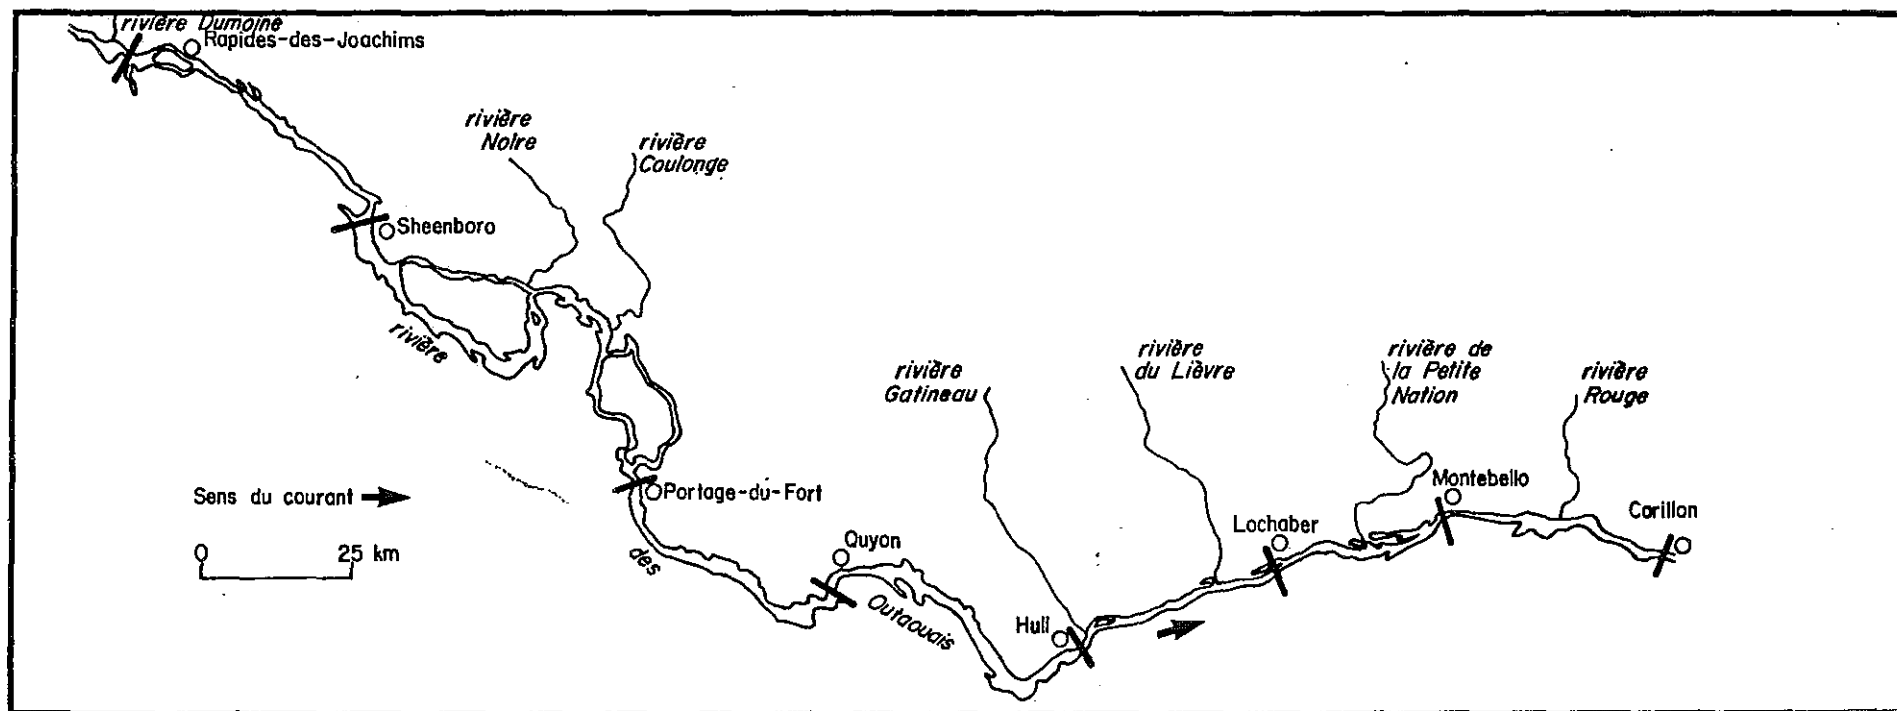 rivière Dumoine
Rapides-des-Joachims
rivière
Noire
rivière
Coulonge
Sheenboro
rivière
rivière
Gatineau
rivière
du Lièvre
rivière de
la Petite
Nation
rivière
Rouge
Sens du courant
Portage-du-Fort
Montebello
Lochaber
Carillon
0 25 km
des
Quyon
Outaouais
Hull